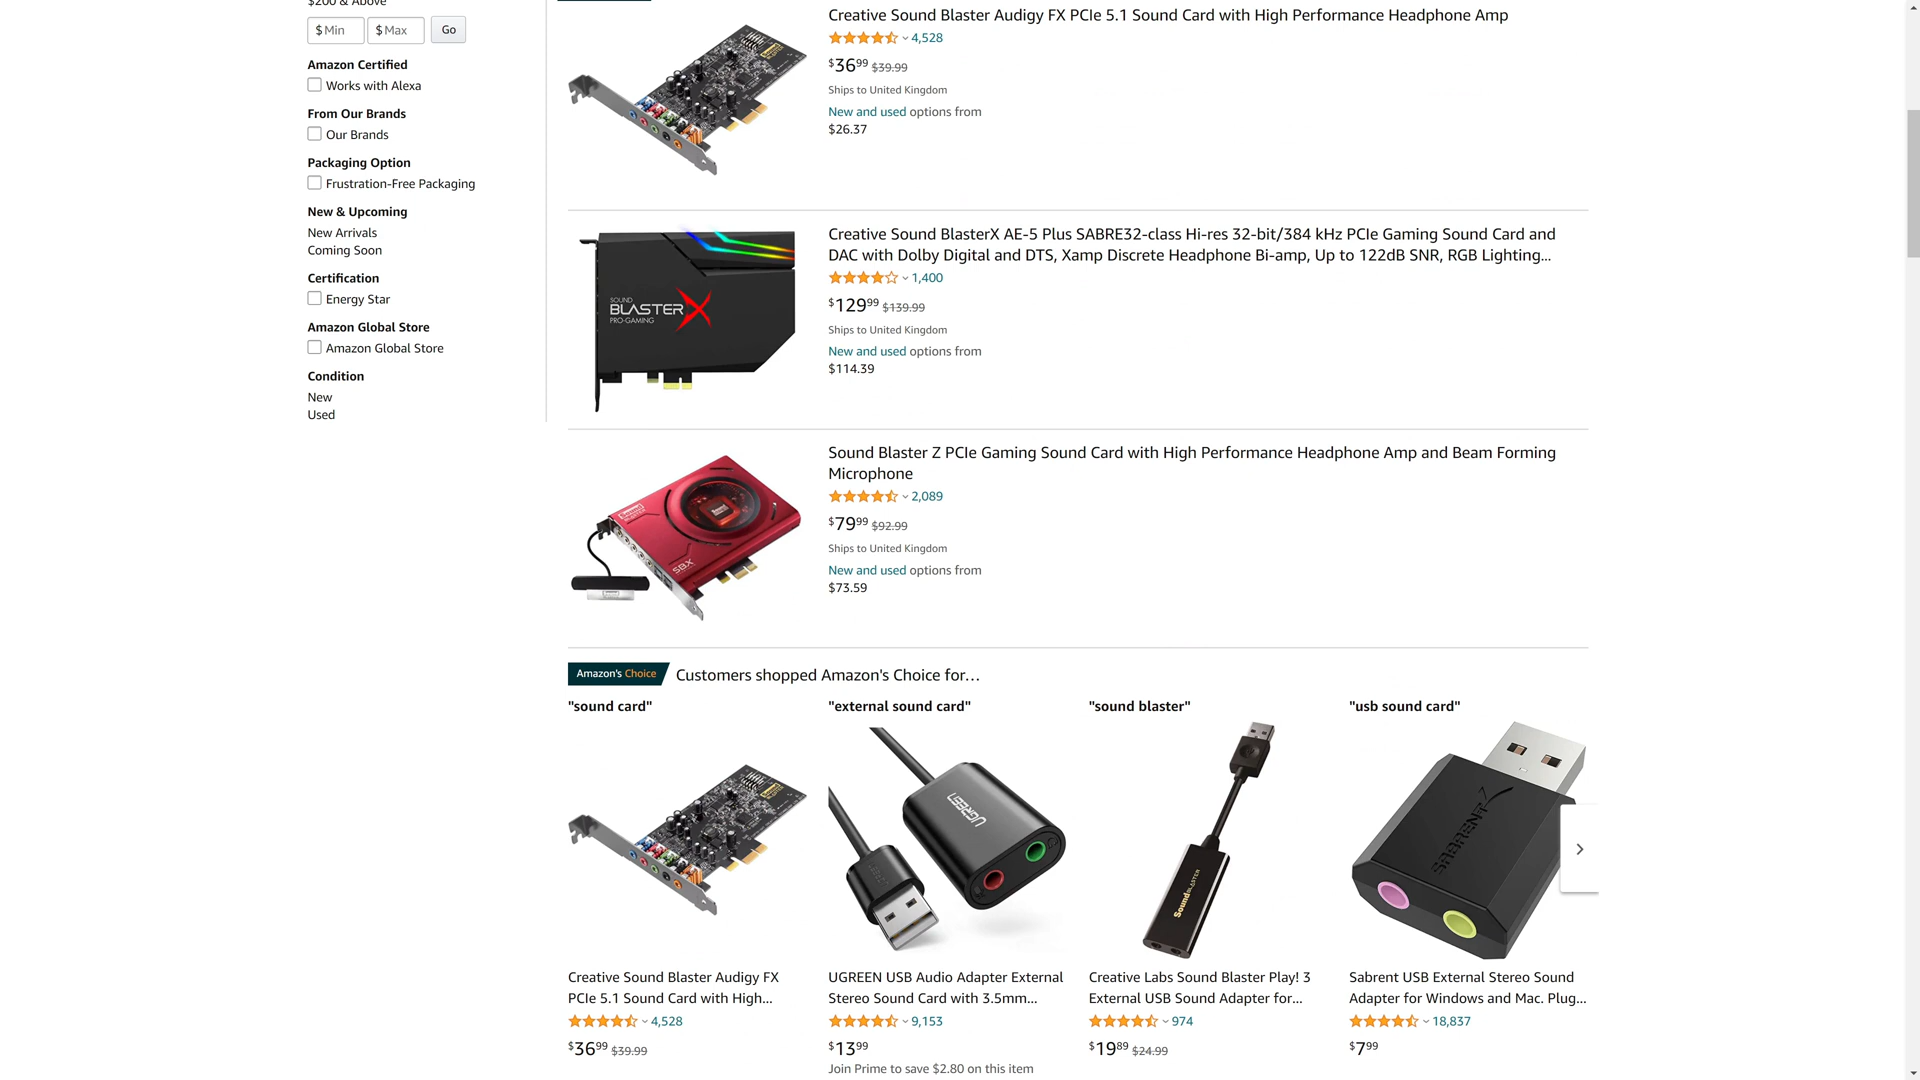 $200 & Above
$ Min $ Max Go
Amazon Certified
Works with Alexa
From Our Brands
Our Brands
Packaging Option
Frustration-Free Packaging
New & Upcoming
New Arrivals
Coming Soon
Certification
Energy Star
Amazon Global Store
Amazon Global Store
Condition
New
Used
Creative Sound Blaster Audigy FX PCIe 5.1 Sound Card with High Performance Headphone Amp
4,528
$36.99 $39.99
Ships to United Kingdom
New and used options from
$26.37
SOUND
BLASTERX
PRO-GAMING
Creative Sound BlasterX AE-5 Plus SABRE32-class Hi-res 32-bit/384 kHz PCIe Gaming Sound Card and
DAC with Dolby Digital and DTS, Xamp Discrete Headphone Bi-amp, Up to 122dB SNR, RGB Lighting...
1,400
$129.99 $139.99
Ships to United Kingdom
New and used options from
$114.39
SBX
Sound Blaster Z PCIe Gaming Sound Card with High Performance Headphone Amp and Beam Forming
Microphone
2,089
$79.99 $92.99
Ships to United Kingdom
New and used options from
$73.59
Amazon's Choice Customers shopped Amazon's Choice for…
"sound card"
Creative Sound Blaster Audigy FX
PCIe 5.1 Sound Card with High...
4,528
$36.99 $39.99
"external sound card"
UGREEN
UGREEN USB Audio Adapter External
Stereo Sound Card with 3.5mm...
9,153
$13.99
Join Prime to save $2.80 on this item
"sound blaster"
Sound BLASTER
Creative Labs Sound Blaster Play! 3
External USB Sound Adapter for...
974
$19.89 $24.99
"usb sound card"
SABRENT
Sabrent USB External Stereo Sound
Adapter for Windows and Mac. Plug...
18,837
$7.99